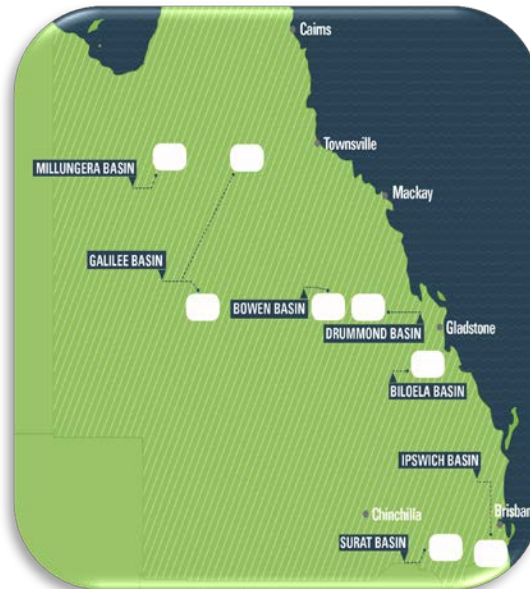 Cairns
Townsville
MILLUNGERA BASIN
Mackay
GALILEE BASIN
BOWEN BASIN
DRUMMOND BASIN
Gladstone
BILOELA BASIN
IPSWICH BASIN
Chinchilla
Brisban
SURAT BASIN